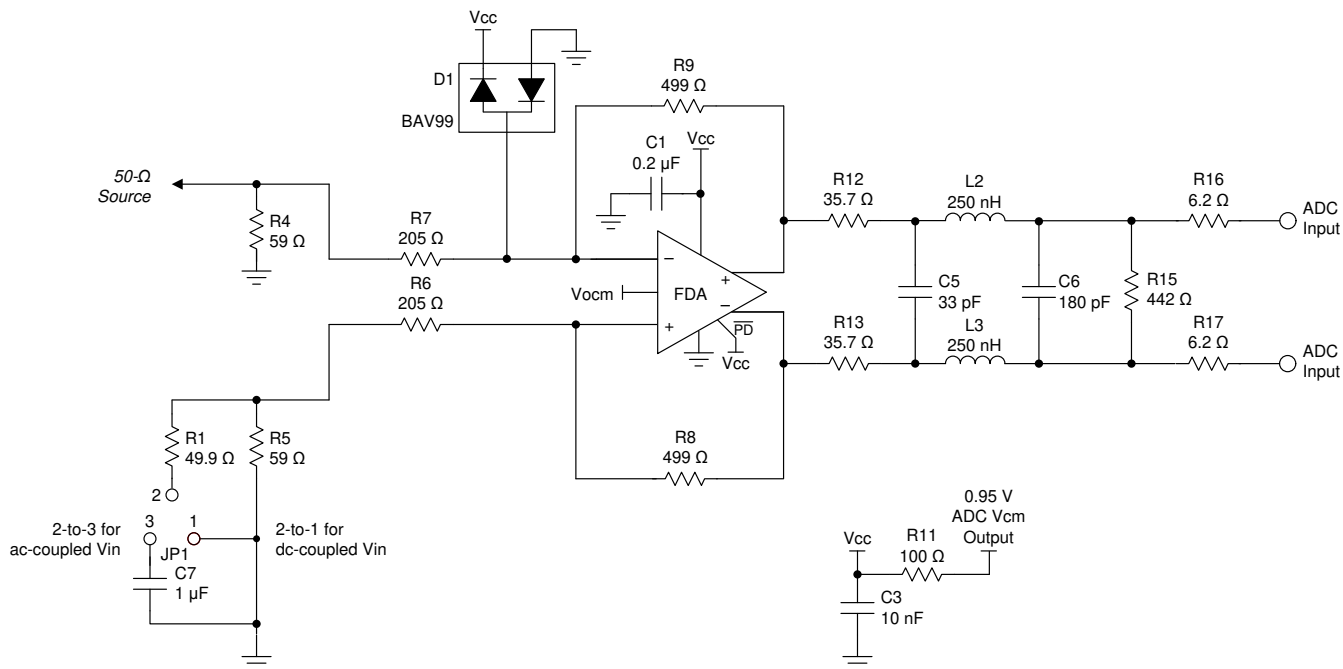 Vcc
D1
BAV99
R9
499 Ω
C1
0.2 µF
Vcc
50-Ω
Source
R4
59 Ω
R7
205 Ω
R6
205 Ω
Vocm
−
+
FDA
+
−
PD
Vcc
R12
35.7 Ω
L2
250 nH
R16
6.2 Ω
ADC
Input
C5
33 pF
C6
180 pF
R15
442 Ω
R13
35.7 Ω
L3
250 nH
R17
6.2 Ω
ADC
Input
R1
49.9 Ω
R5
59 Ω
R8
499 Ω
2
3
1
2-to-3 for
ac-coupled Vin
JP1
2-to-1 for
dc-coupled Vin
C7
1 µF
Vcc
R11
100 Ω
0.95 V
ADC Vcm
Output
C3
10 nF